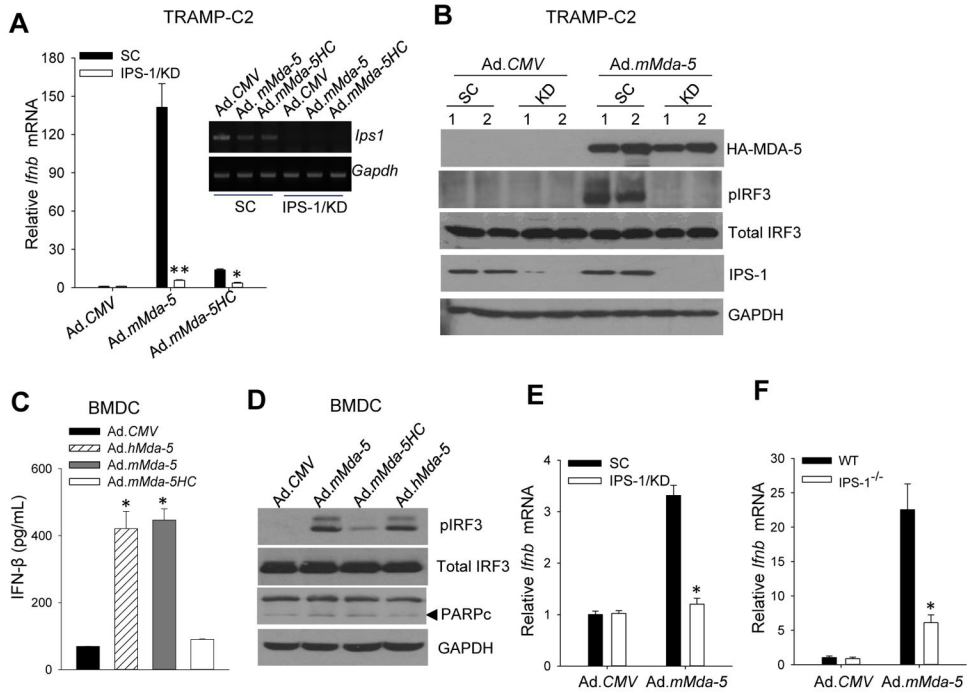 A
TRAMP-C2
SC
IPS-1/KD
Relative Ifnb mRNA
180
150
120
90
60
30
0
Ad.CMV
Ad.mMda-5
Ad.mMda-5HC
**
*
Ad.CMV
Ad. mMda-5
Ad.mMda-5HC
Ad.CMV
Ad.mMda-5
Ad.mMda-5HC
Ips1
Gapdh
SC IPS-1/KD
B
TRAMP-C2
Ad.CMV Ad.mMda-5
SC KD SC KD
1 2 1 2 1 2 1 2
HA-MDA-5
pIRF3
Total IRF3
IPS-1
GAPDH
C
BMDC
Ad.CMV
Ad.hMda-5
Ad.mMda-5
Ad.mMda-5HC
IFN-β (pg/mL)
600
400
200
0
* *
D
BMDC
Ad.CMV
Ad.mMda-5
Ad.mMda-5HC
Ad.hMda-5
pIRF3
Total IRF3
PARPc
GAPDH
E
SC
IPS-1/KD
Relative Ifnb mRNA
4
3
2
1
0
*
Ad.CMV Ad.mMda-5
F
WT
IPS-1-/-
Relative Ifnb mRNA
30
25
20
15
10
5
0
*
Ad.CMV Ad.mMda-5